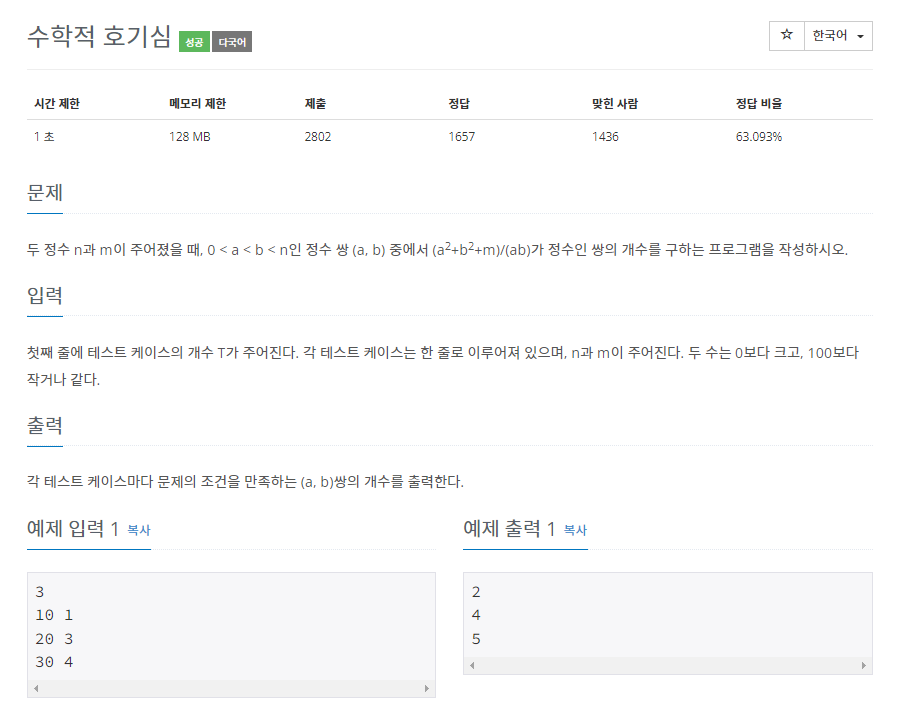 수학적 호기심 성공 다국어
☆ 한국어
시간 제한 메모리 제한 제출 정답 맞힌 사람 정답 비율
1 초 128 MB 2802 1657 1436 63.093%
문제
두 정수 n과 m이 주어졌을 때, 0 < a < b < n인 정수 쌍 (a, b) 중에서 (a²+b²+m)/(ab)가 정수인 쌍의 개수를 구하는 프로그램을 작성하시오.
입력
첫째 줄에 테스트 케이스의 개수 T가 주어진다. 각 테스트 케이스는 한 줄로 이루어져 있으며, n과 m이 주어진다. 두 수는 0보다 크고, 100보다
작거나 같다.
출력
각 테스트 케이스마다 문제의 조건을 만족하는 (a, b)쌍의 개수를 출력한다.
예제 입력 1 복사
3
10 1
20 3
30 4
예제 출력 1 복사
2
4
5